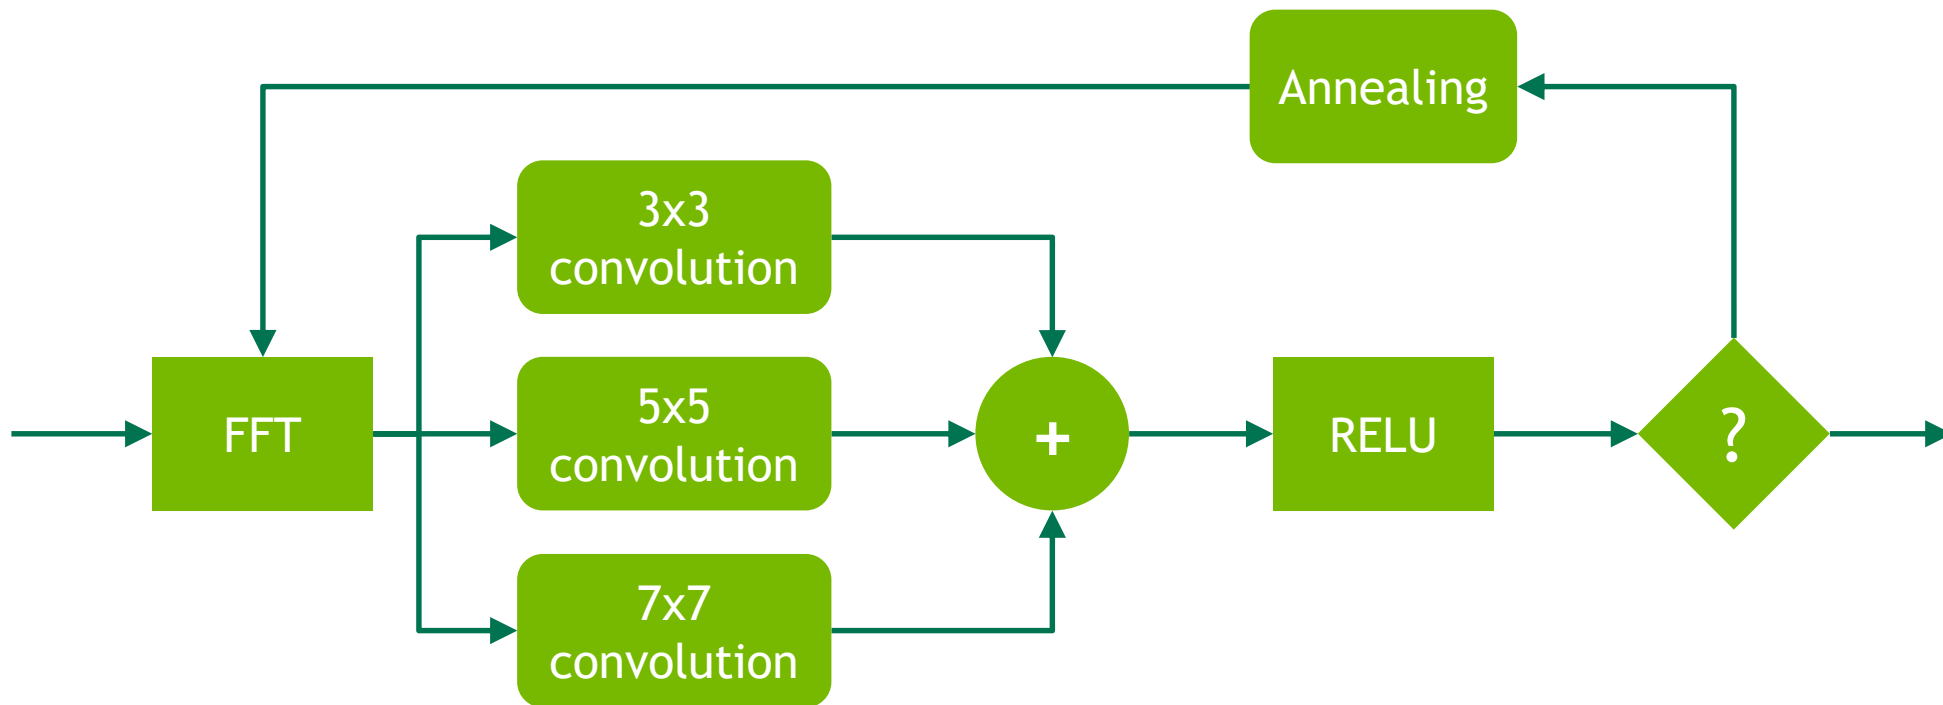 Annealing
3x3
convolution
FFT
5x5
convolution
+
RELU
?
7x7
convolution